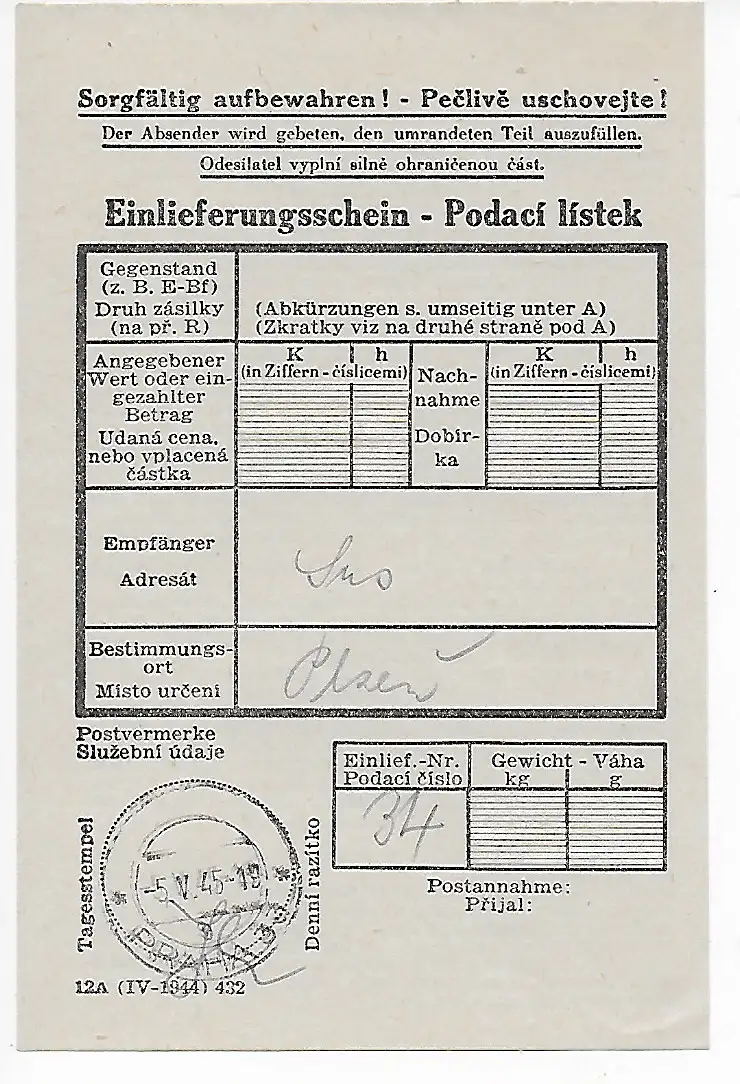 Sorgfältig aufbewahren! - Pečlivě uschovejte!
Der Absender wird gebeten, den umrandeten Teil auszufüllen.
Odesilatel vyplní silně ohraničenou část.
Einlieferungsschein - Podací lístek
Gegenstand
(z. B. E-Bf)
Druh zásilky
(na př. R)
(Abkürzungen s. umseitig unter A)
(Zkratky viz na druhé straně pod A)
Angegebener
Wert oder ein-
gezahlter
Betrag
Udaná cena,
nebo vplacená
částka
K h
(in Ziffern - číslicemi)
Nach-
nahme
Dobír-
ka
K h
(in Ziffern - číslicemi)
Empfänger
Adresát
Sus
Bestimmungs-
ort
Místo určení
Plzeň
Postvermerke
Služební údaje
Tagesstempel
-5.V.45-19
PRAHA
Denní razítko
Einlief.-Nr.
Podací číslo
34
Gewicht - Váha
kg g
Postannahme:
Přijal:
12A (IV-1944) 432